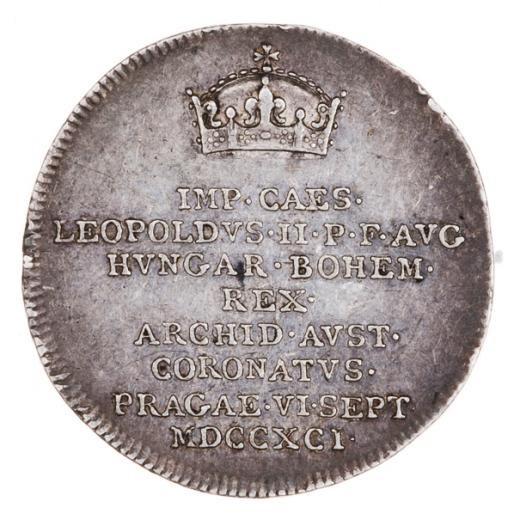 IMP·CAES·
LEOPOLDVS·II·P·F·AVG
HVNGAR·BOHEM·
REX·
ARCHID·AVST·
CORONATVS·
PRAGAE·VI·SEPT
MDCCXCI·